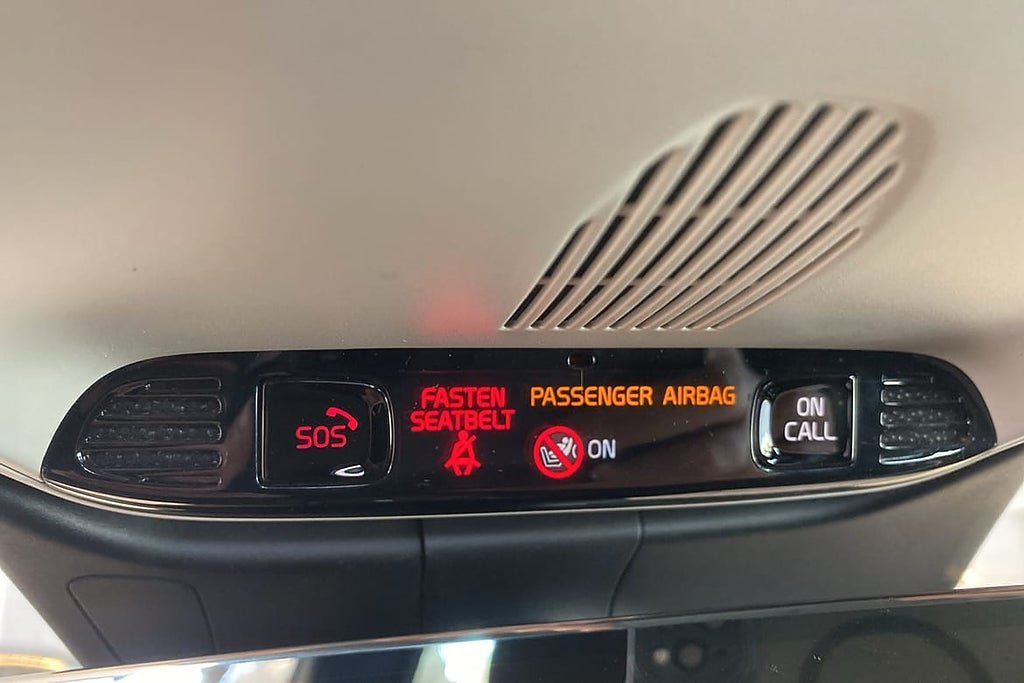 SOS
FASTEN
SEATBELT
PASSENGER AIRBAG
ON
ON
CALL